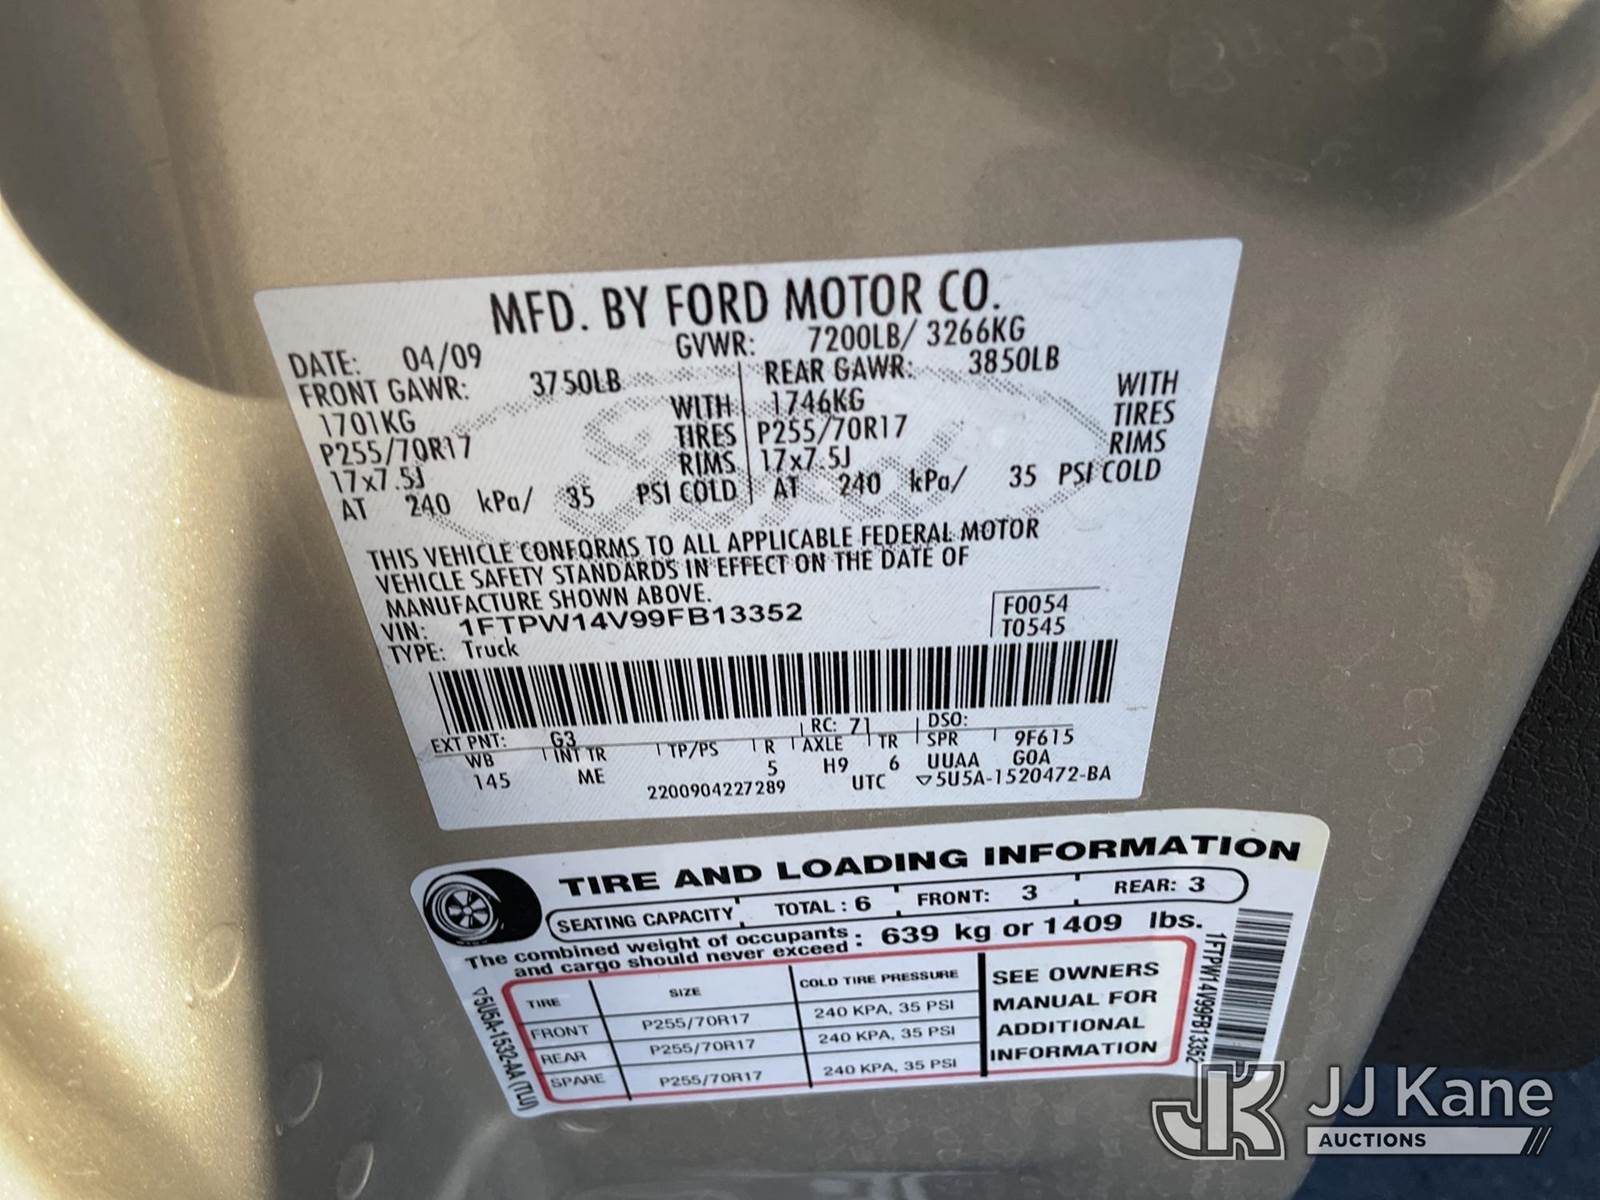 MFD. BY FORD MOTOR CO.
DATE: 04/09 GVWR: 7200LB/ 3266KG
FRONT GAWR: 3750LB REAR GAWR: 3850LB
1701KG WITH 1746KG WITH
P255/70R17 TIRES P255/70R17 TIRES
17x7.5J RIMS 17x7.5J RIMS
AT 240 kPa/ 35 PSI COLD AT 240 kPa/ 35 PSI COLD
THIS VEHICLE CONFORMS TO ALL APPLICABLE FEDERAL MOTOR
VEHICLE SAFETY STANDARDS IN EFFECT ON THE DATE OF
MANUFACTURE SHOWN ABOVE.
VIN: 1FTPW14V99FB13352 F0054
TYPE: Truck T0545
EXT PNT: G3 RC: 71 DSO:
WB INT TR TP/PS R AXLE TR SPR 9F615
145 ME 5 H9 6 UUAA G0A
2200904227289 UTC ▽5U5A-1520472-BA
TIRE AND LOADING INFORMATION
SEATING CAPACITY TOTAL : 6 FRONT: 3 REAR: 3
The combined weight of occupants
and cargo should never exceed : 639 kg or 1409 lbs.
TIRE SIZE COLD TIRE PRESSURE
FRONT P255/70R17 240 KPA, 35 PSI
REAR P255/70R17 240 KPA, 35 PSI
SPARE P255/70R17 240 KPA, 35 PSI
SEE OWNERS
MANUAL FOR
ADDITIONAL
INFORMATION
▽5U5A-1532-AA (TLU)
1FTPW14V99FB13352
JK JJ Kane
AUCTIONS